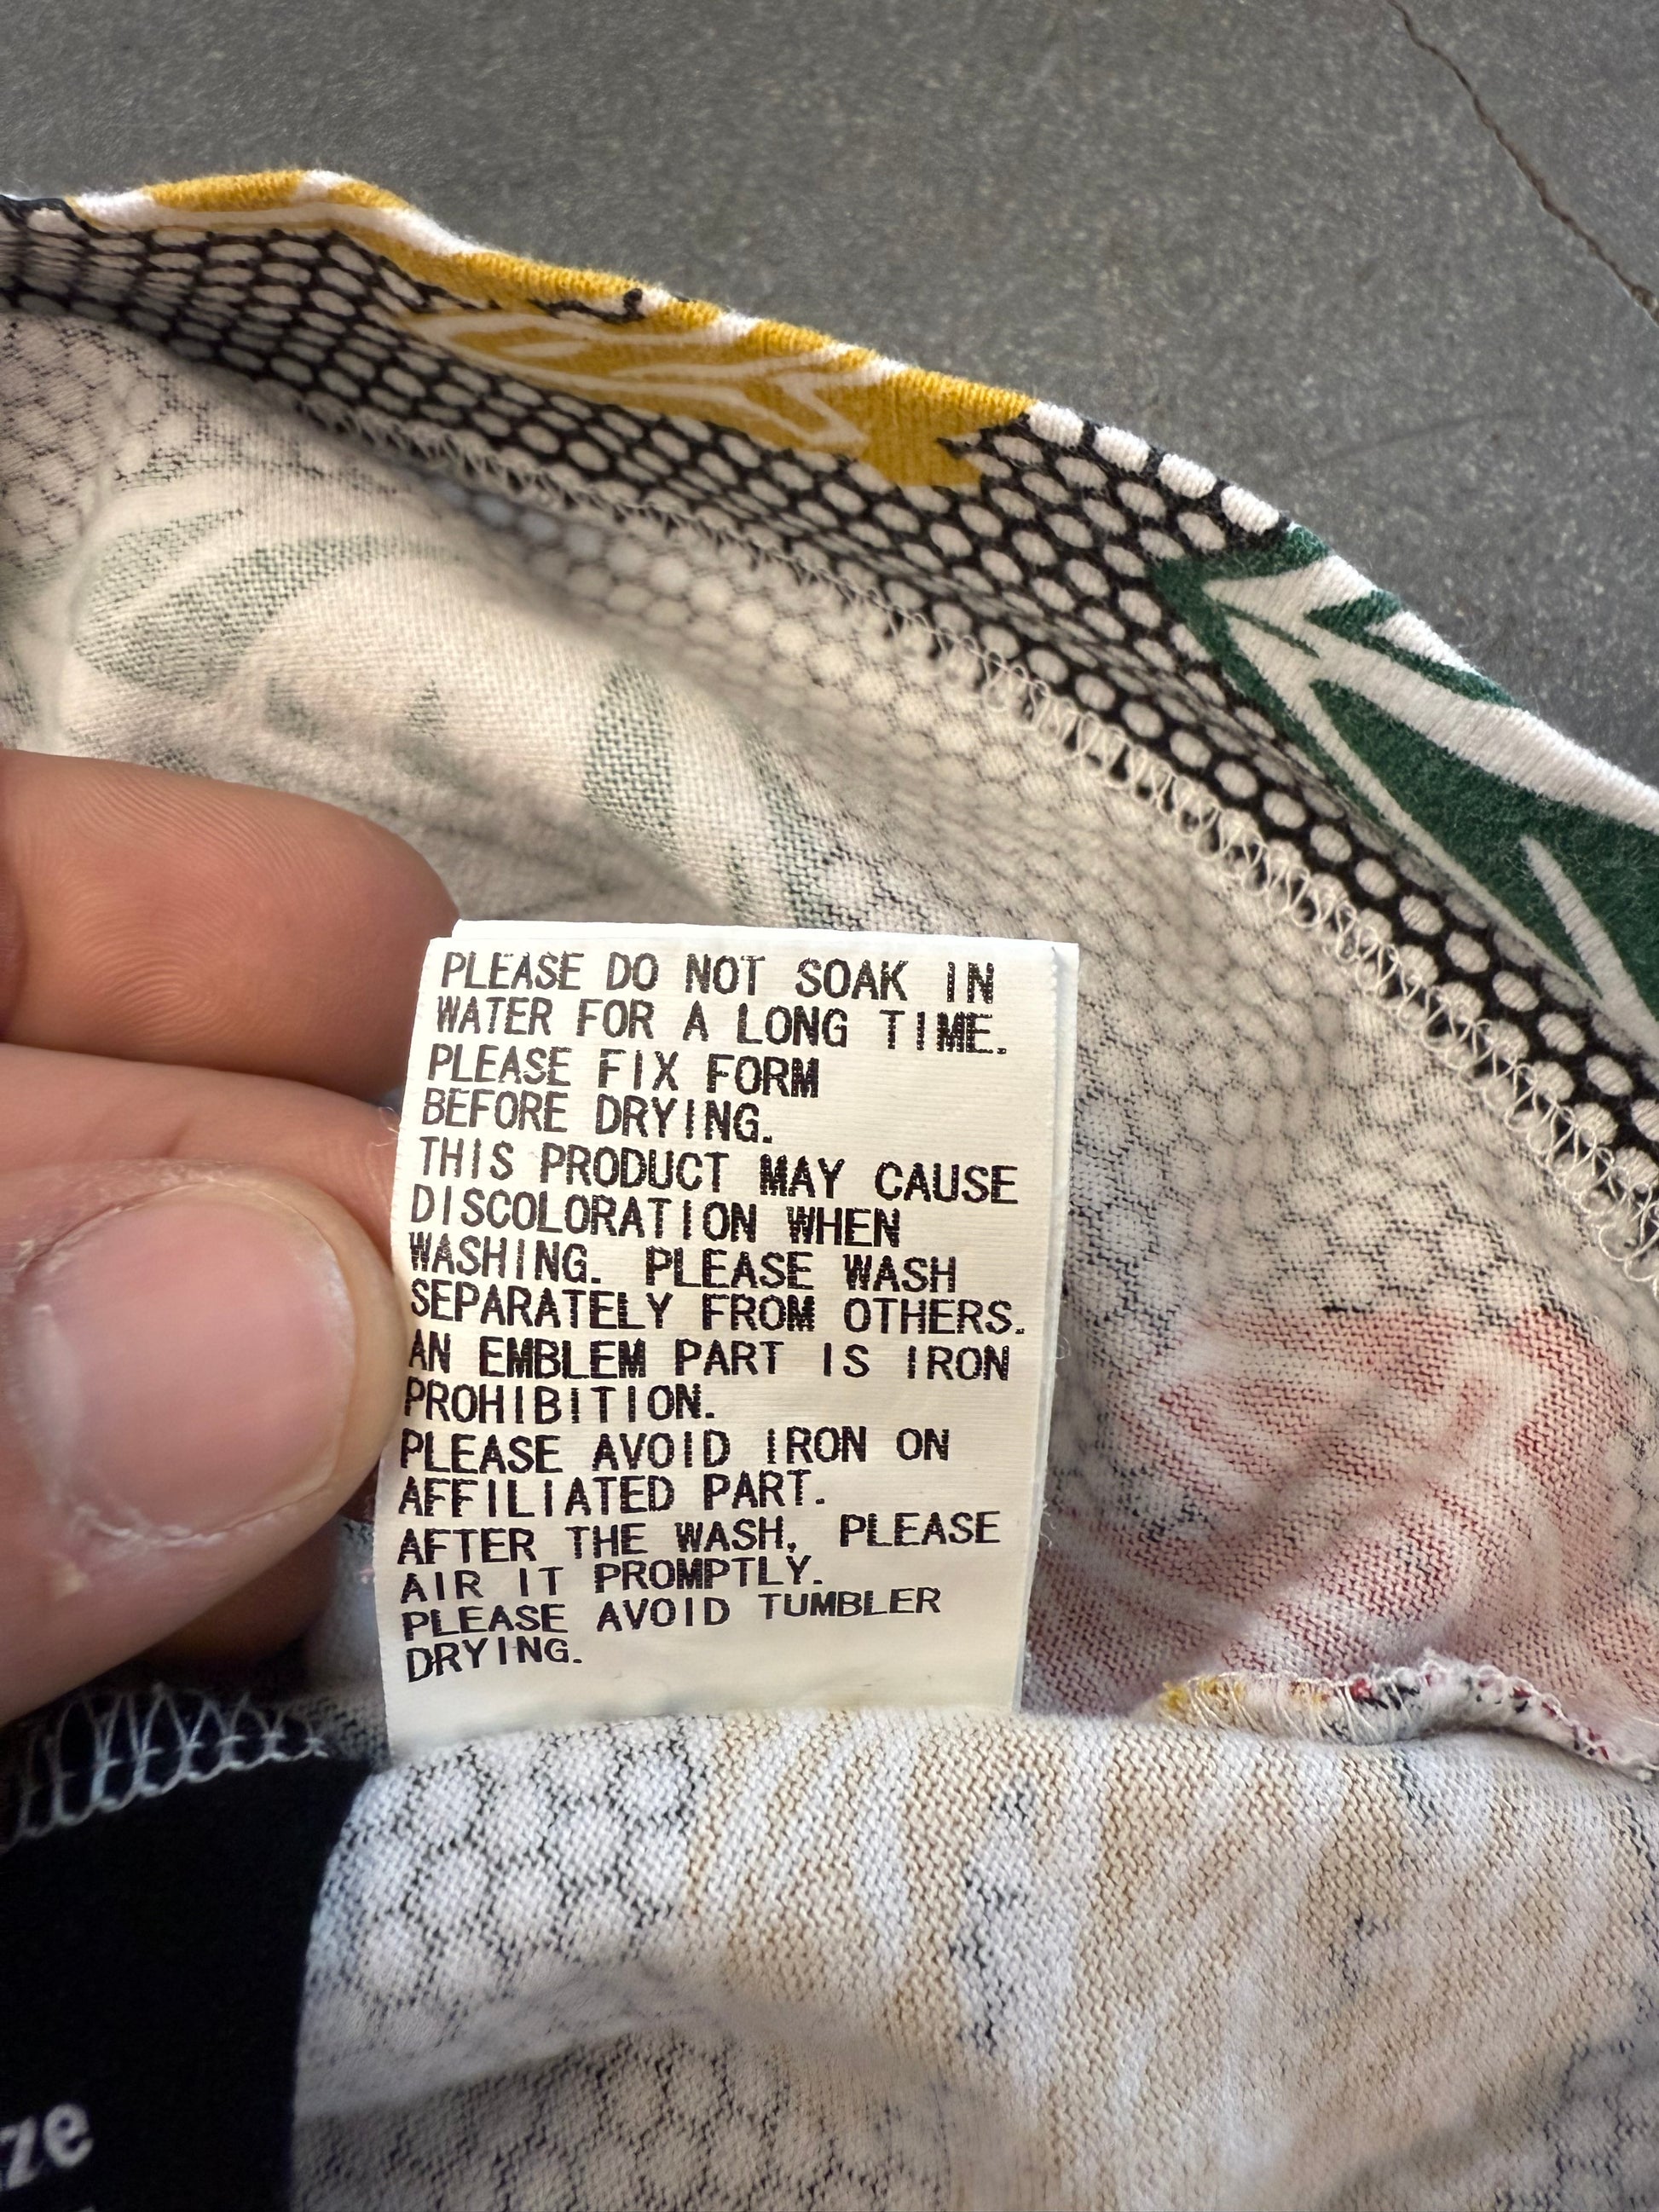 PLEASE DO NOT SOAK IN
WATER FOR A LONG TIME.
PLEASE FIX FORM
BEFORE DRYING.
THIS PRODUCT MAY CAUSE
DISCOLORATION WHEN
WASHING. PLEASE WASH
SEPARATELY FROM OTHERS.
AN EMBLEM PART IS IRON
PROHIBITION.
PLEASE AVOID IRON ON
AFFILIATED PART.
AFTER THE WASH, PLEASE
AIR IT PROMPTLY.
PLEASE AVOID TUMBLER
DRYING.